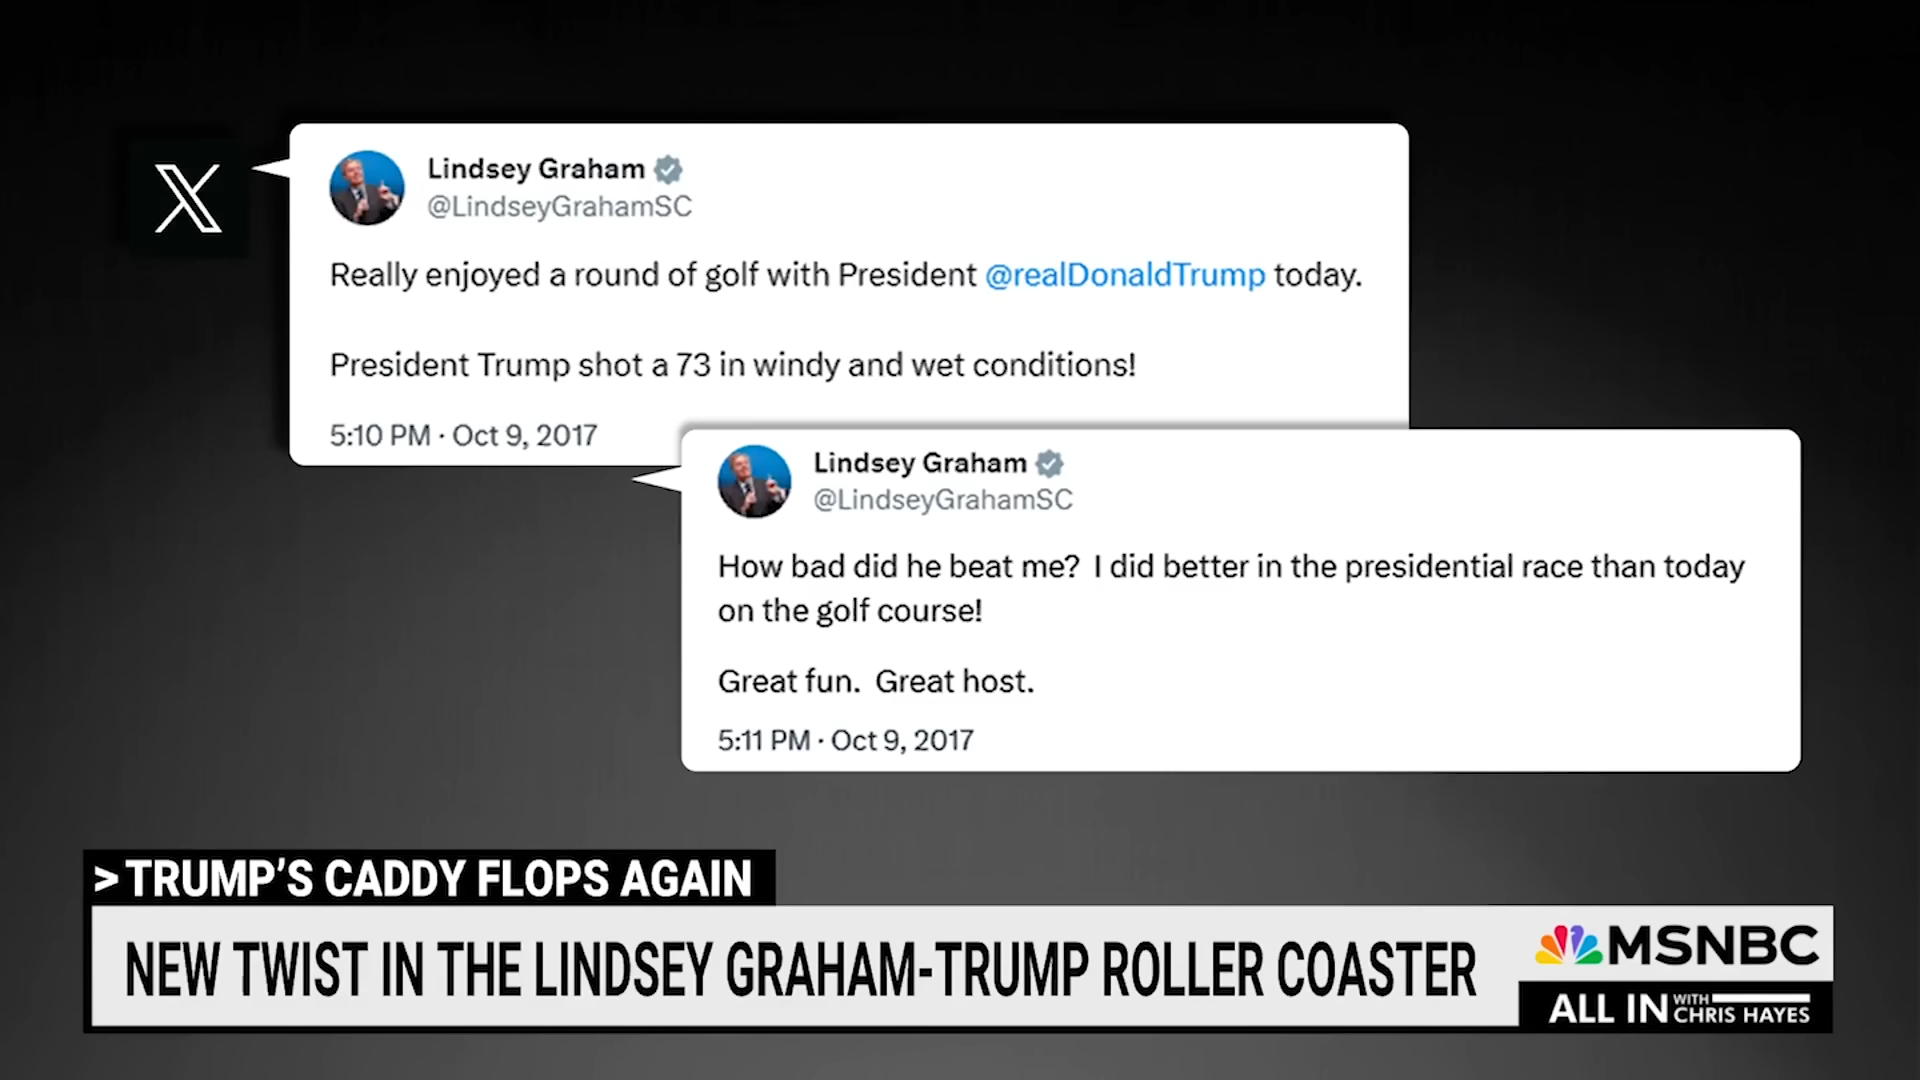 X
Lindsey Graham
@LindseyGrahamSC
Really enjoyed a round of golf with President @realDonaldTrump today.
President Trump shot a 73 in windy and wet conditions!
5:10 PM · Oct 9, 2017
Lindsey Graham
@LindseyGrahamSC
How bad did he beat me? I did better in the presidential race than today
on the golf course!
Great fun. Great host.
5:11 PM · Oct 9, 2017
> TRUMP'S CADDY FLOPS AGAIN
NEW TWIST IN THE LINDSEY GRAHAM-TRUMP ROLLER COASTER
MSNBC
ALL IN WITH CHRIS HAYES